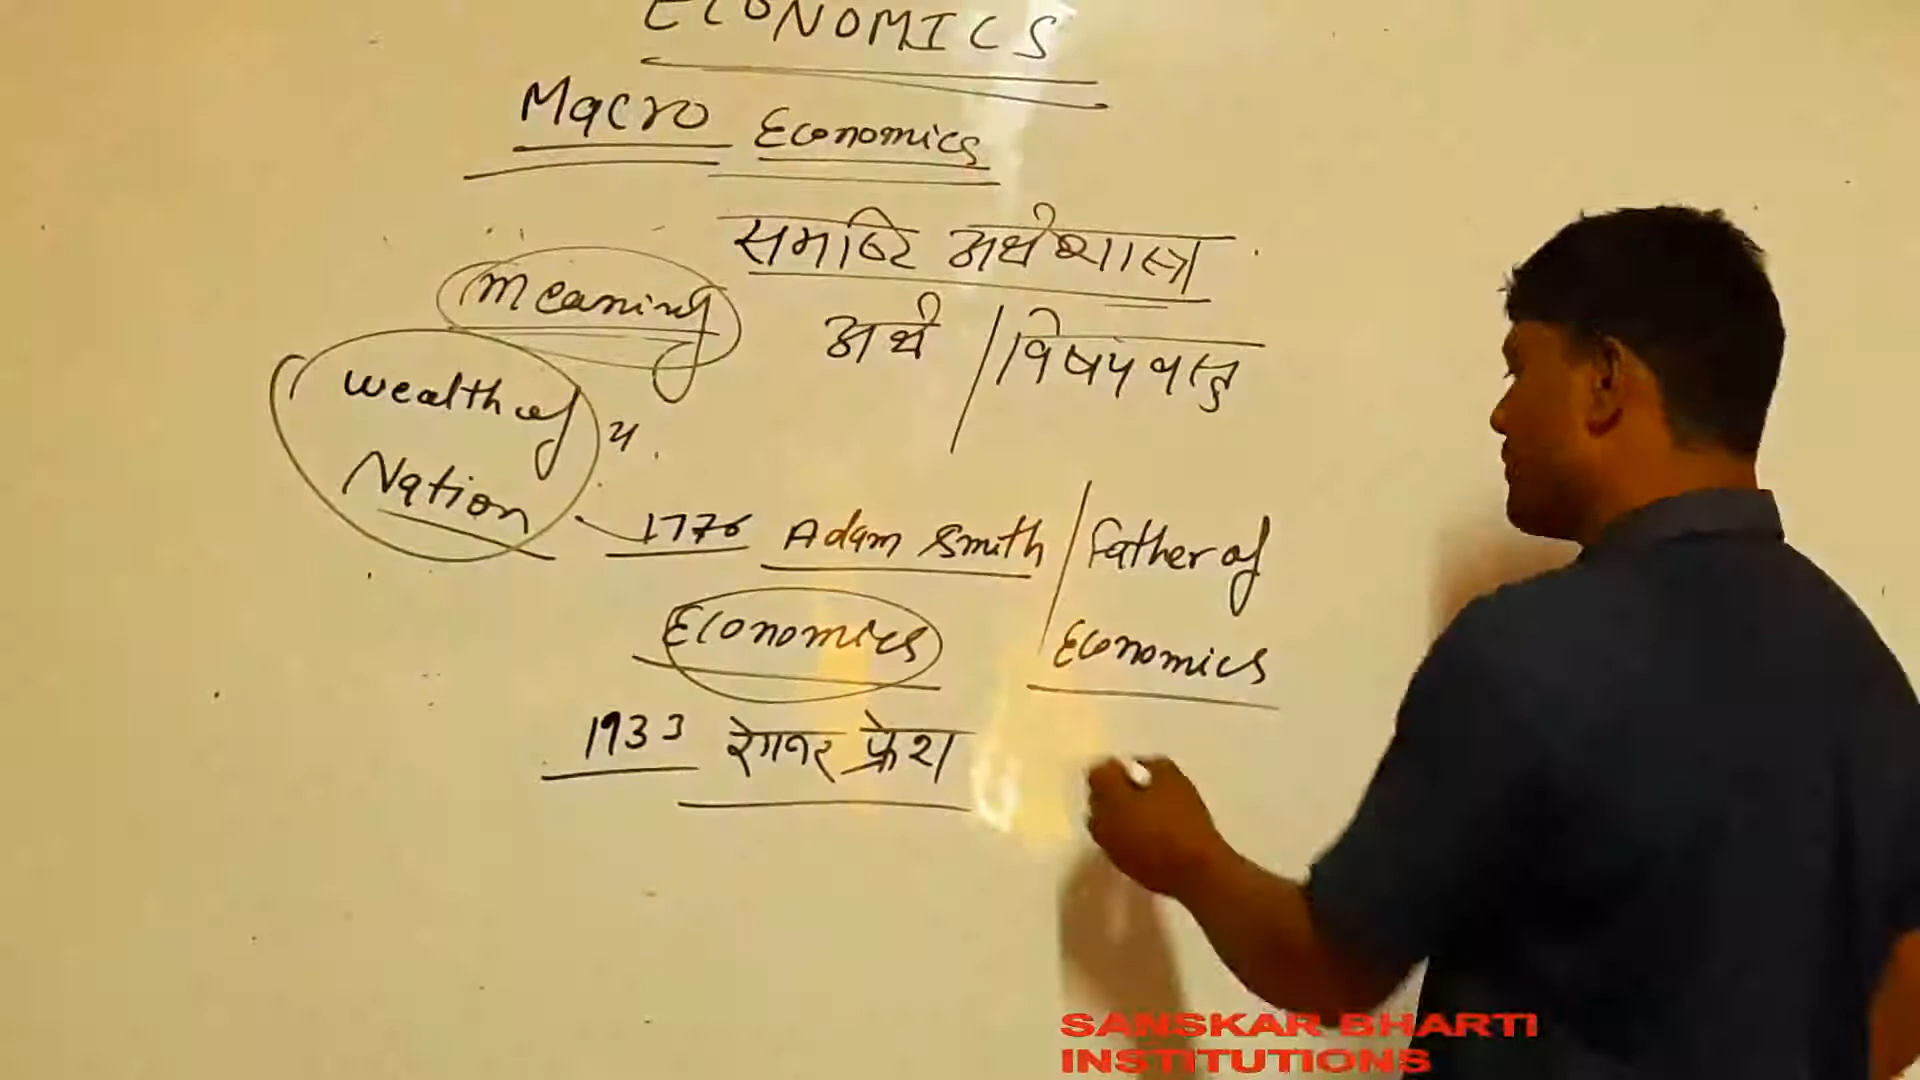 ECONOMICS
Macro Economics
समष्टि अर्थशास्त्र
Meaning अर्थ / विषयवस्तु
Wealth of
Nation 1776 Adam Smith / Father of
Economics Economics
1933 रेगनर फ्रेश
SANSKAR BHARTI
INSTITUTIONS